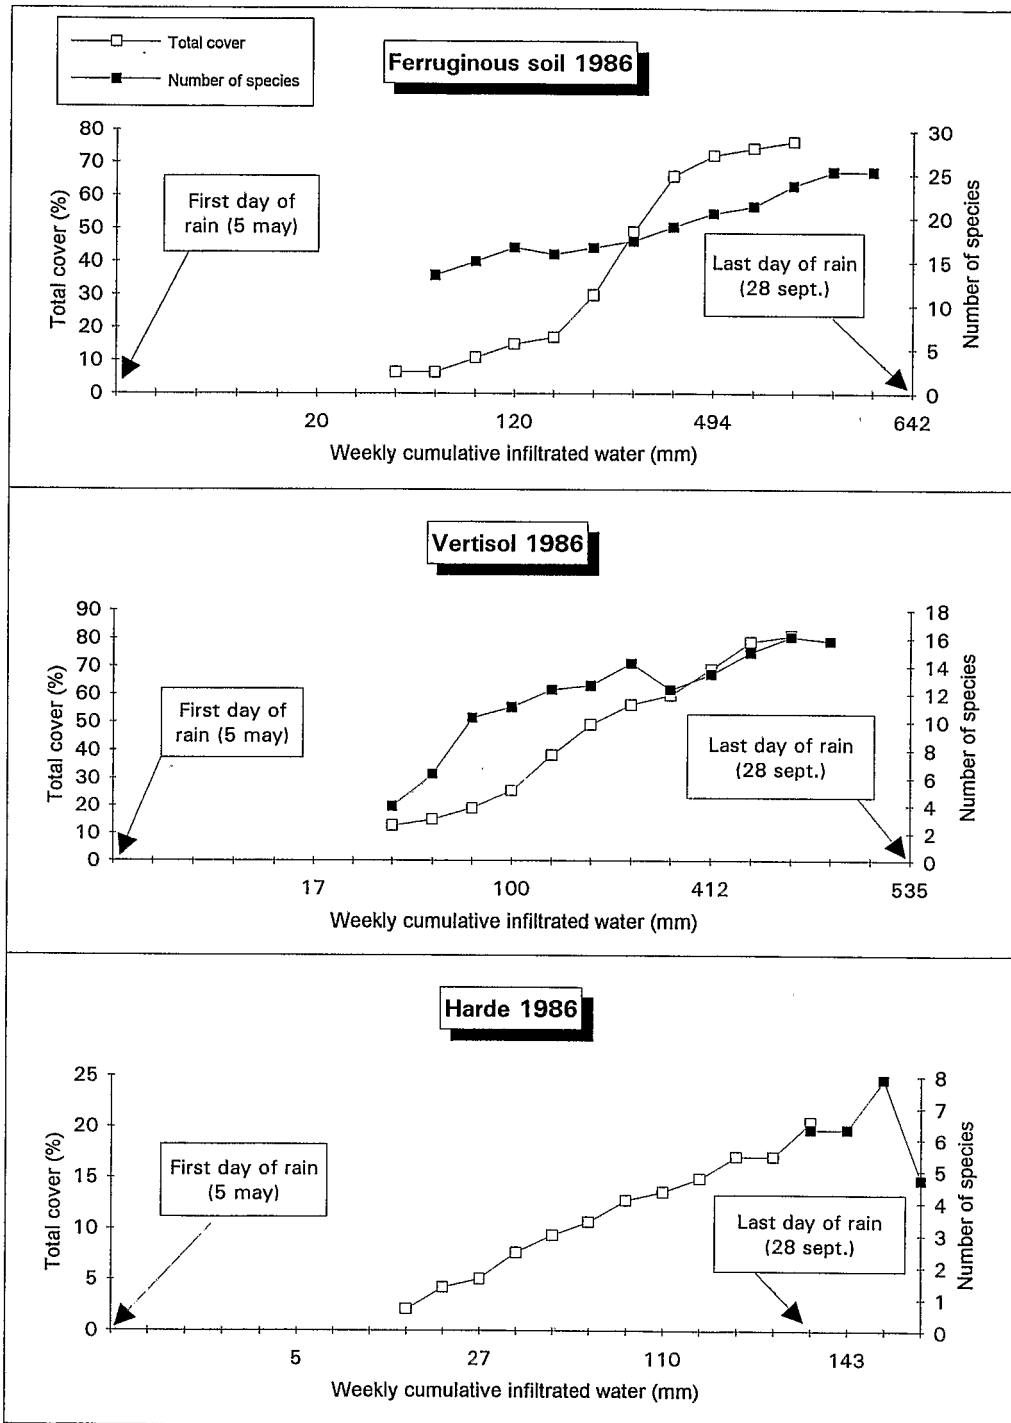 Total cover
Number of species
Ferruginous soil 1986
80
70
60
50
40
30
20
10
0
Total cover (%)
First day of
rain (5 may)
Last day of rain
(28 sept.)
30
25
20
15
10
5
0
Number of species
20 120 494 642
Weekly cumulative infiltrated water (mm)
Vertisol 1986
90
80
70
60
50
40
30
20
10
0
Total cover (%)
First day of
rain (5 may)
Last day of rain
(28 sept.)
18
16
14
12
10
8
6
4
2
0
Number of species
17 100 412 535
Weekly cumulative infiltrated water (mm)
Harde 1986
25
20
15
10
5
0
Total cover (%)
First day of rain
(5 may)
Last day of rain
(28 sept.)
8
7
6
5
4
3
2
1
0
Number of species
5 27 110 143
Weekly cumulative infiltrated water (mm)